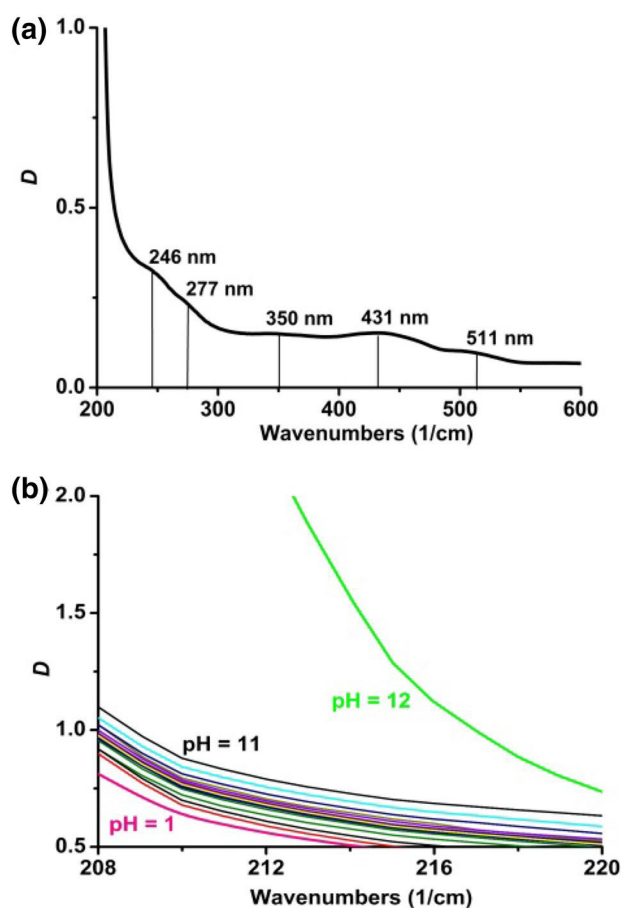 (a)
1.0
0.5
0.0
D
246 nm
277 nm
350 nm
431 nm
511 nm
200 300 400 500 600
Wavenumbers (1/cm)
(b)
2.0
1.5
1.0
0.5
D
pH = 12
pH = 11
pH = 1
208 212 216 220
Wavenumbers (1/cm)